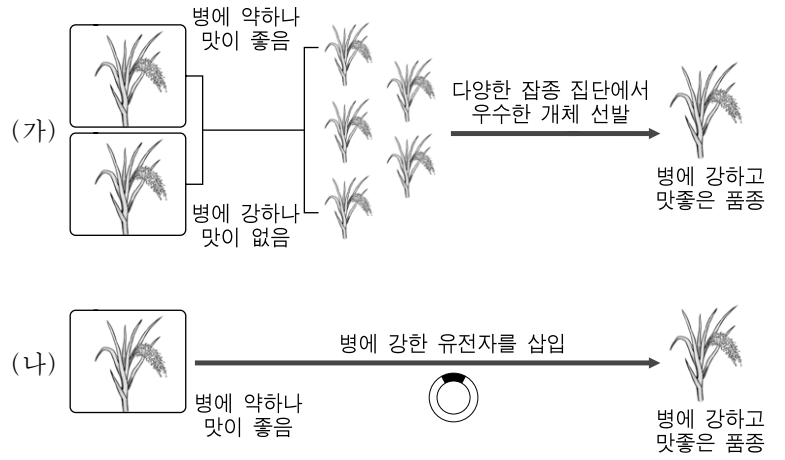 병에 약하나
맛이 좋음
(가)
다양한 잡종 집단에서
우수한 개체 선발
병에 강하고
맛좋은 품종
병에 강하나
맛이 없음
(나)
병에 강한 유전자를 삽입
병에 약하나
맛이 좋음
병에 강하고
맛좋은 품종